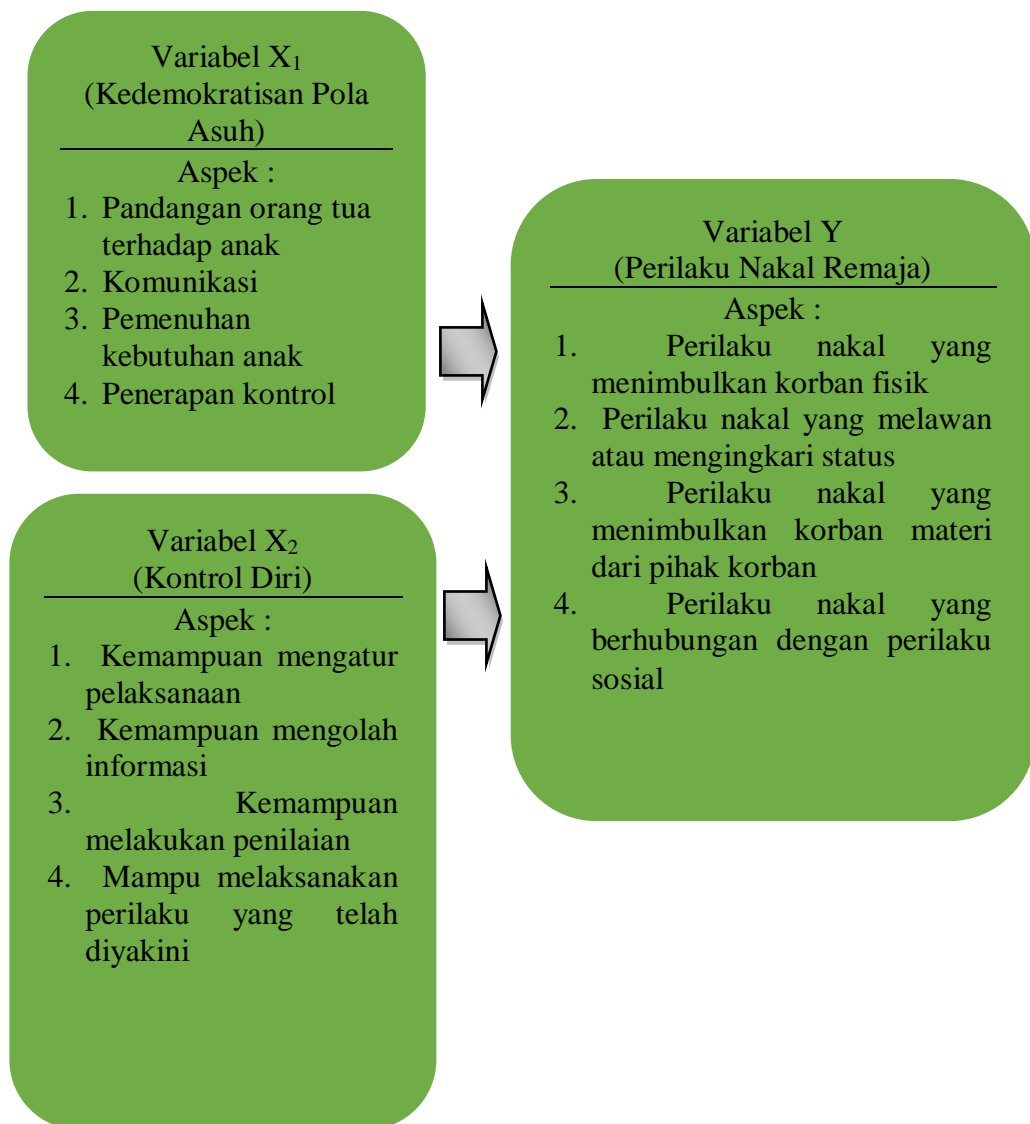 Variabel X₁
(Kedemokratisan Pola
Asuh)
Aspek :
1. Pandangan orang tua
terhadap anak
2. Komunikasi
3. Pemenuhan
kebutuhan anak
4. Penerapan kontrol
Variabel X₂
(Kontrol Diri)
Aspek :
1. Kemampuan mengatur
pelaksanaan
2. Kemampuan mengolah
informasi
3. Kemampuan
melakukan penilaian
4. Mampu melaksanakan
perilaku yang telah
diyakini
Variabel Y
(Perilaku Nakal Remaja)
Aspek :
1. Perilaku nakal yang
menimbulkan korban fisik
2. Perilaku nakal yang melawan
atau mengingkari status
3. Perilaku nakal yang
menimbulkan korban materi
dari pihak korban
4. Perilaku nakal yang
berhubungan dengan perilaku
sosial